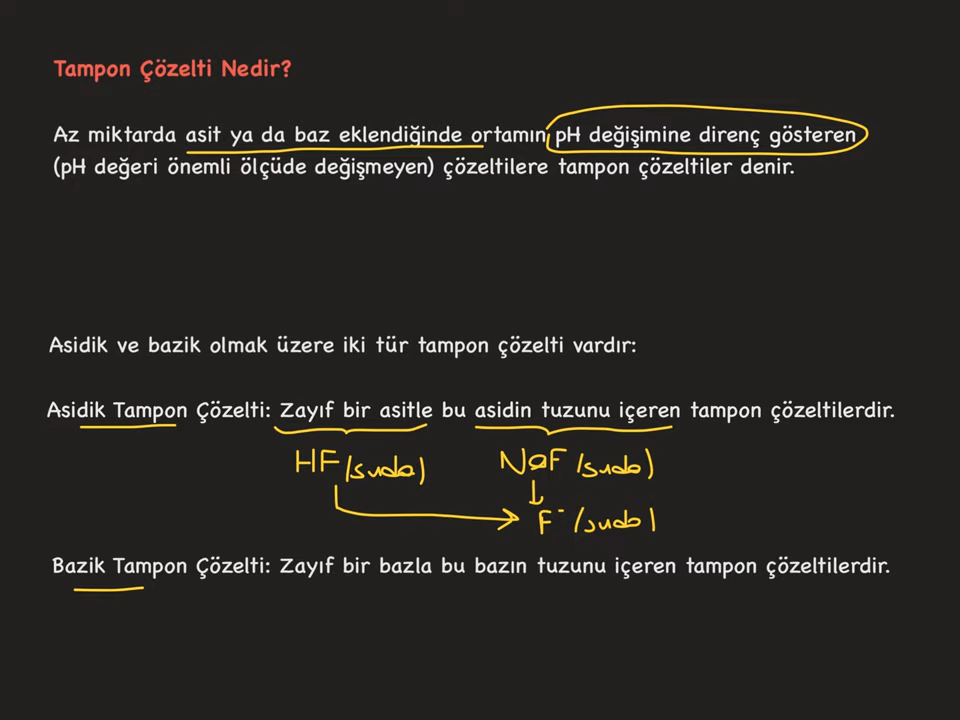 Tampon Çözelti Nedir?
Az miktarda asit ya da baz eklendiğinde ortamın pH değişimine direnç gösteren
(pH değeri önemli ölçüde değişmeyen) çözeltilere tampon çözeltiler denir.
Asidik ve bazik olmak üzere iki tür tampon çözelti vardır:
Asidik Tampon Çözelti: Zayıf bir asitle bu asidin tuzunu içeren tampon çözeltilerdir.
HF (suda) NaF (suda)
F⁻ (suda)
Bazik Tampon Çözelti: Zayıf bir bazla bu bazın tuzunu içeren tampon çözeltilerdir.